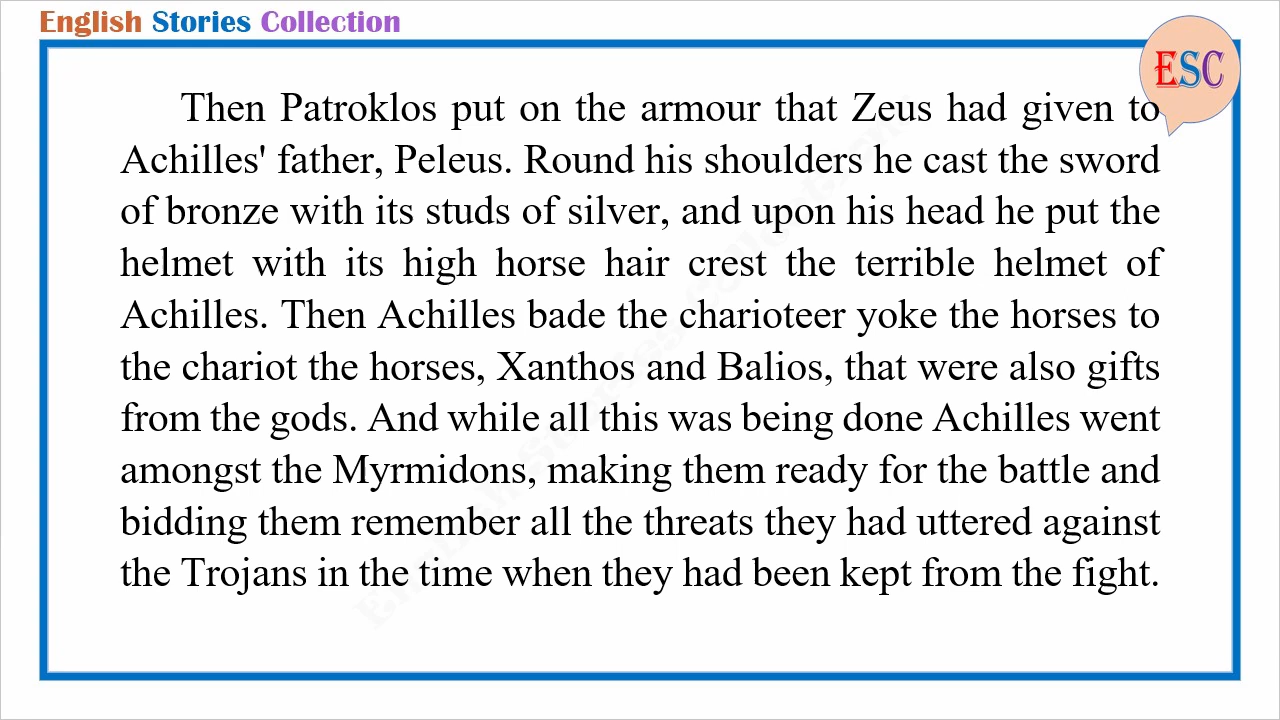 English Stories Collection
ESC
Then Patroklos put on the armour that Zeus had given to
Achilles' father, Peleus. Round his shoulders he cast the sword
of bronze with its studs of silver, and upon his head he put the
helmet with its high horse hair crest the terrible helmet of
Achilles. Then Achilles bade the charioteer yoke the horses to
the chariot the horses, Xanthos and Balios, that were also gifts
from the gods. And while all this was being done Achilles went
amongst the Myrmidons, making them ready for the battle and
bidding them remember all the threats they had uttered against
the Trojans in the time when they had been kept from the fight.